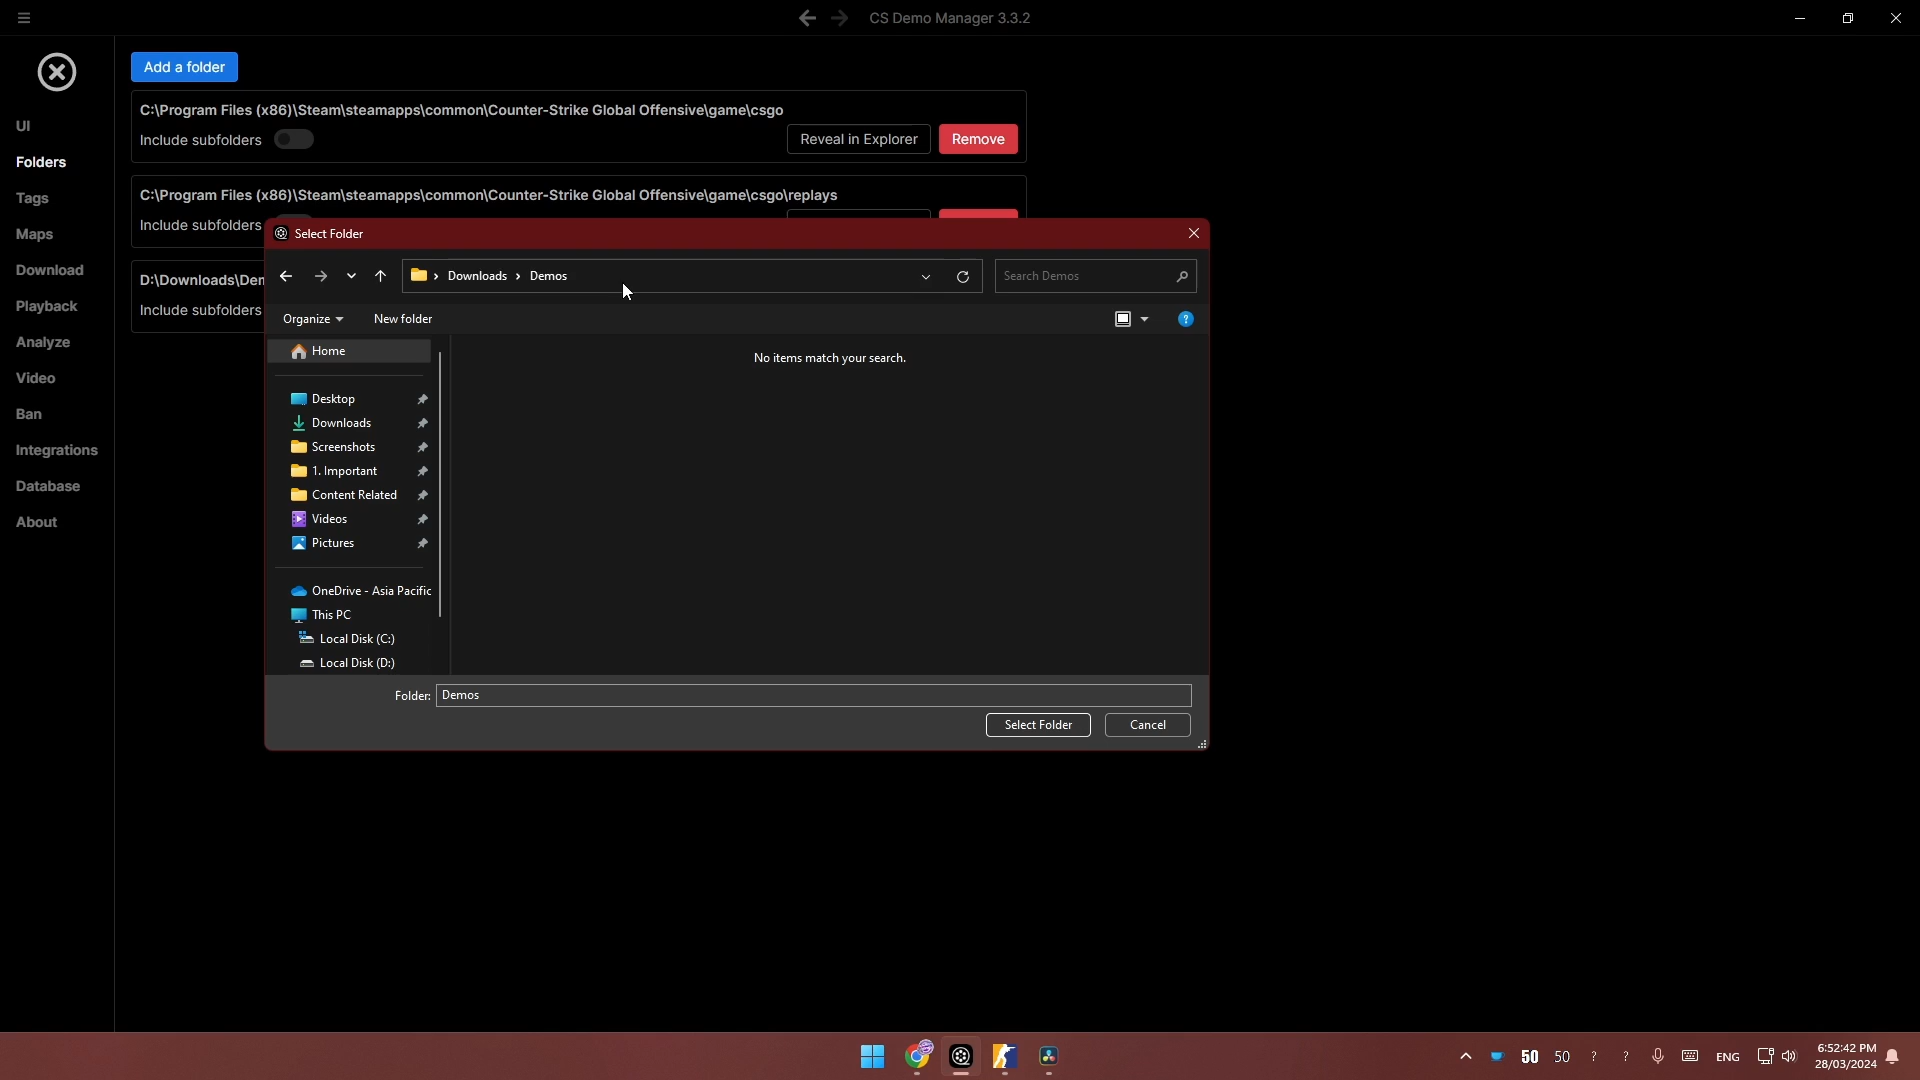 CS Demo Manager 3.3.2
Add a folder
C:\Program Files (x86)\Steam\steamapps\common\Counter-Strike Global Offensive\game\csgo
Include subfolders
Reveal in Explorer
Remove
C:\Program Files (x86)\Steam\steamapps\common\Counter-Strike Global Offensive\game\csgo\replays
Include subfolders
D:\Downloads\De
Include subfolders
UI
Folders
Tags
Maps
Download
Playback
Analyze
Video
Ban
Integrations
Database
About
Select Folder
Downloads › Demos
Search Demos
Organize
New folder
Home
No items match your search.
Desktop
Downloads
Screenshots
1. Important
Content Related
Videos
Pictures
OneDrive - Asia Pacific
This PC
Local Disk (C:)
Local Disk (D:)
Folder: Demos
Select Folder
Cancel
50
50
?
?
ENG
6:52:42 PM
28/03/2024